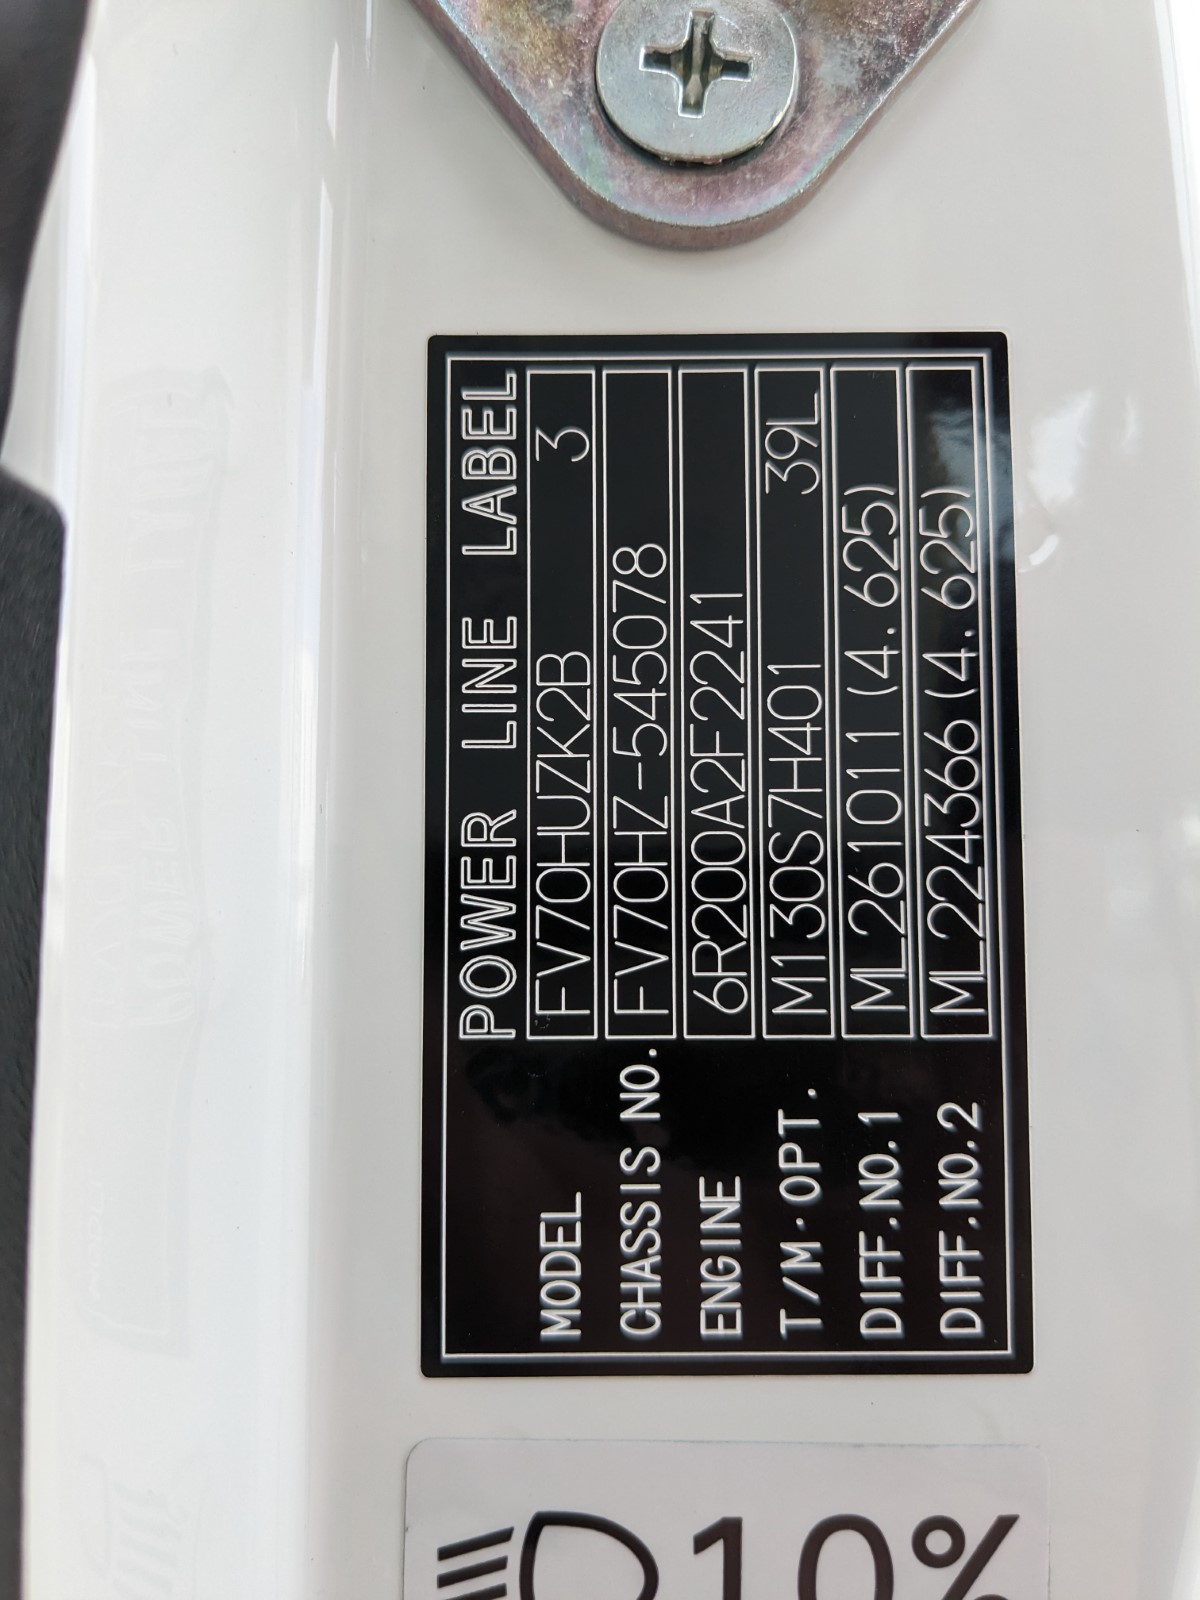 POWER LINE LABEL
MODEL FV70HUZK2B 3
CHASSIS NO. FV70HZ-545078
ENGINE 6R200A2F2241
T/M·OPT. M130S7H401 39L
DIFF.NO.1 ML261011(4.625)
DIFF.NO.2 ML224366(4.625)
10%